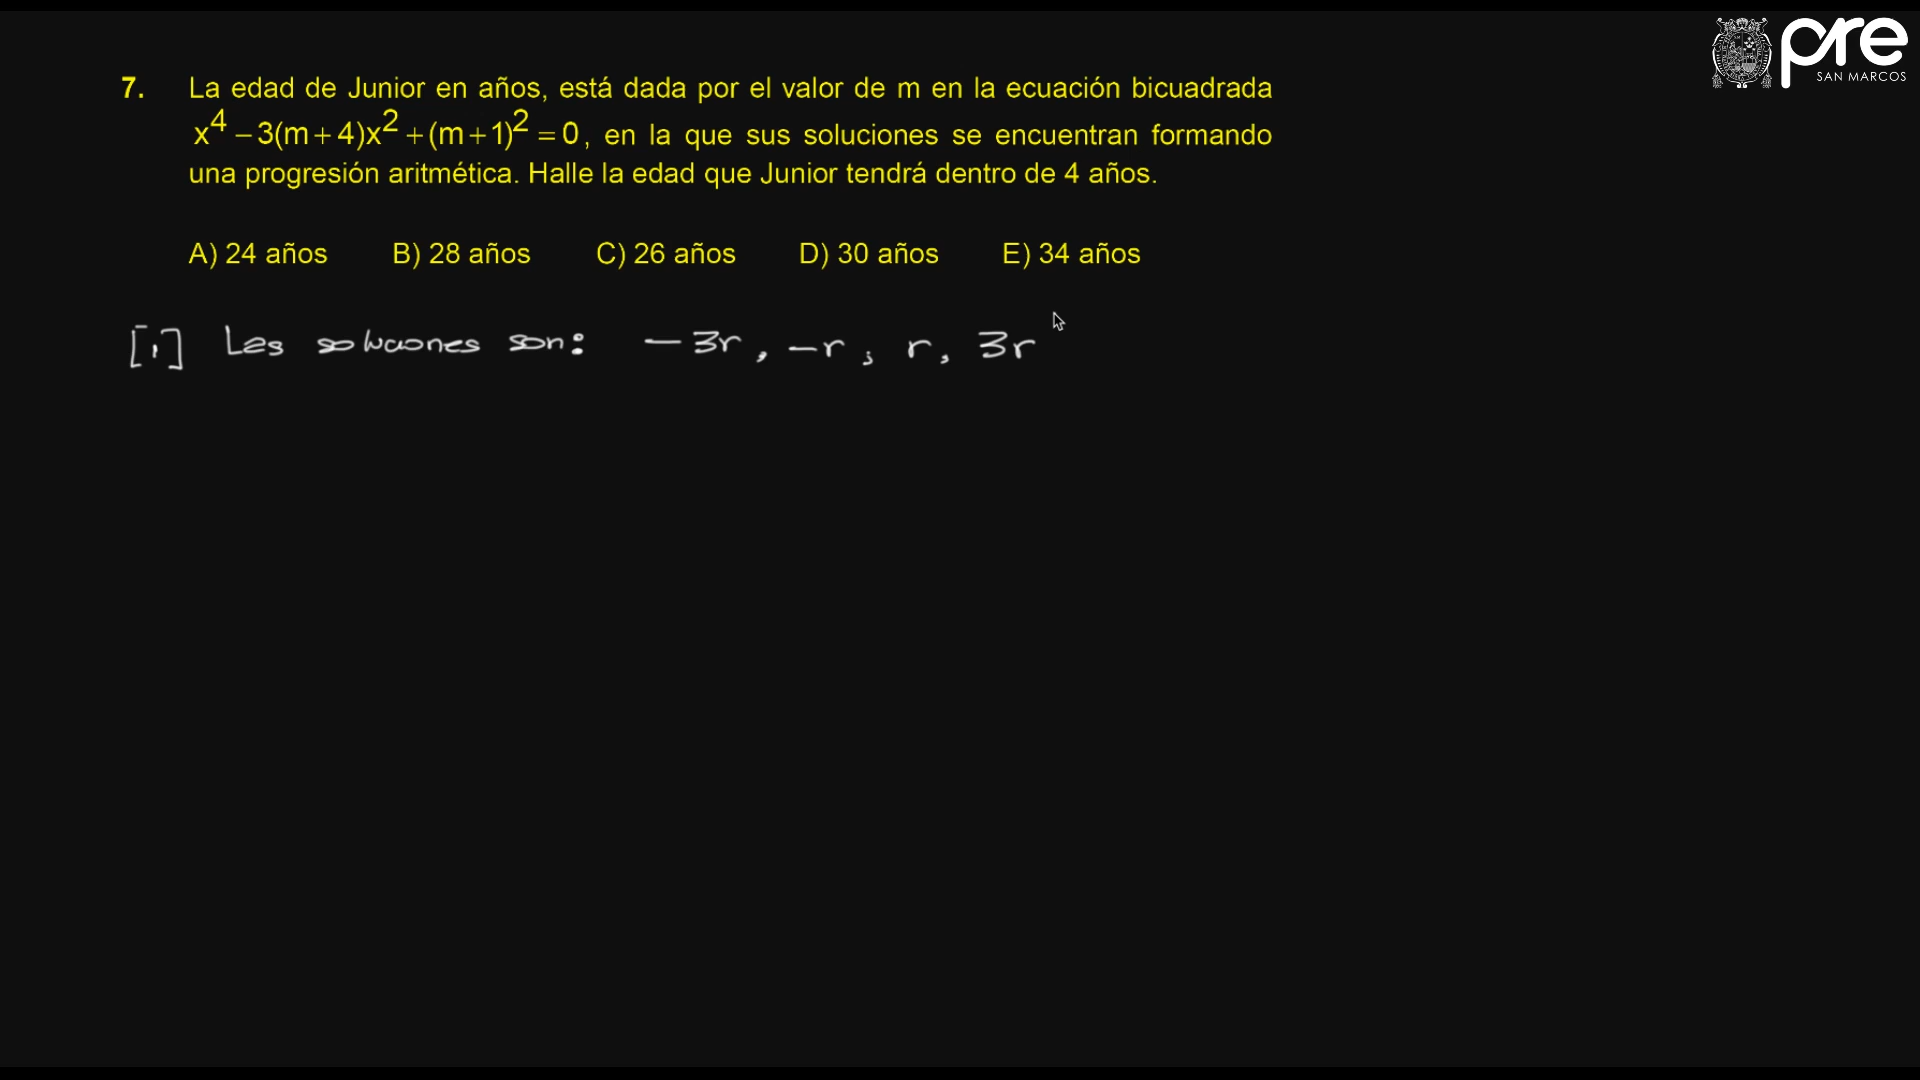 pre
SAN MARCOS
7. La edad de Junior en años, está dada por el valor de m en la ecuación bicuadrada
x⁴ − 3(m + 4)x² + (m + 1)² = 0, en la que sus soluciones se encuentran formando
una progresión aritmética. Halle la edad que Junior tendrá dentro de 4 años.
A) 24 años B) 28 años C) 26 años D) 30 años E) 34 años
[i] Las soluciones son: −3r, −r, r, 3r